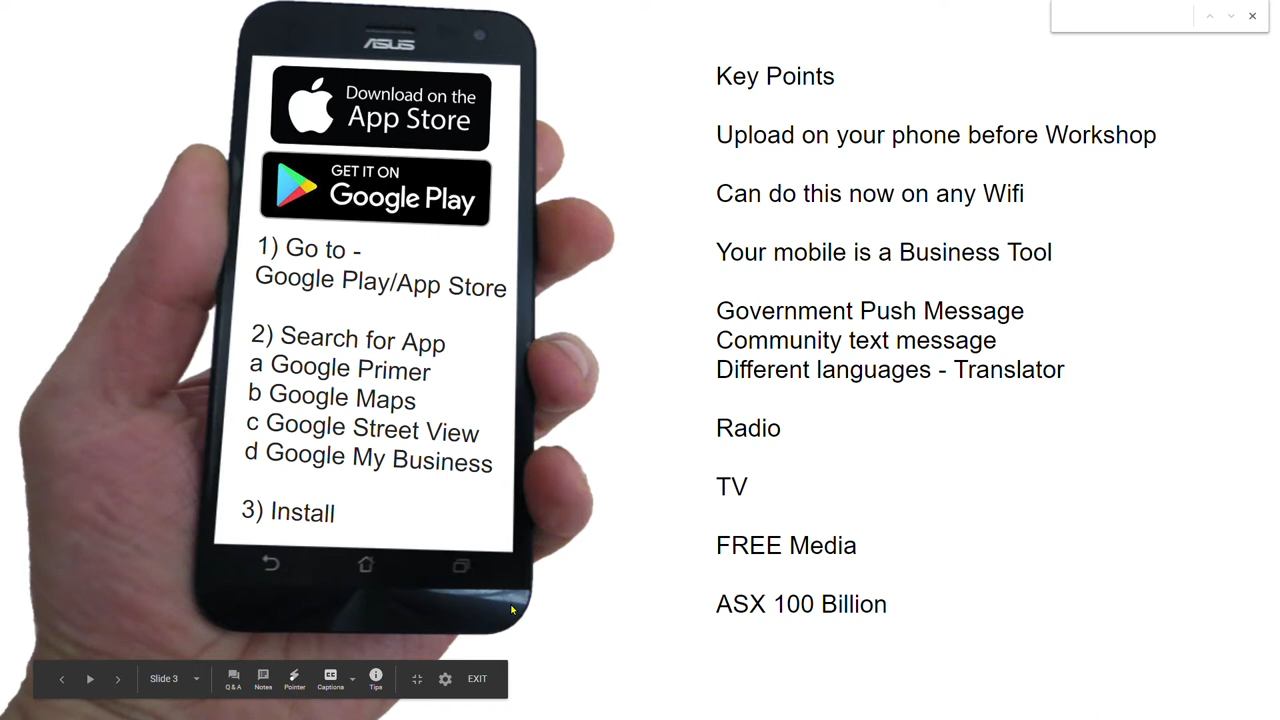 ASUS
Download on the
App Store
GET IT ON
Google Play
1) Go to -
Google Play/App Store
2) Search for App
a Google Primer
b Google Maps
c Google Street View
d Google My Business
3) Install
Key Points
Upload on your phone before Workshop
Can do this now on any Wifi
Your mobile is a Business Tool
Government Push Message
Community text message
Different languages - Translator
Radio
TV
FREE Media
ASX 100 Billion
Slide 3
Q & A
Notes
Pointer
CC
Captions
Tips
EXIT